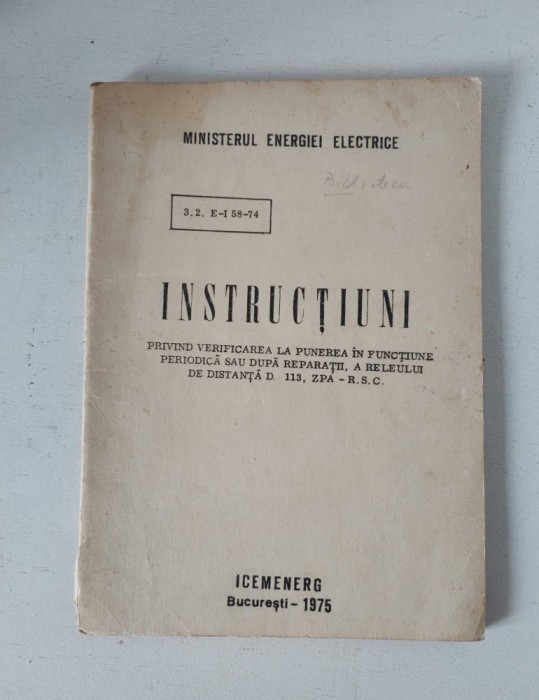 MINISTERUL ENERGIEI ELECTRICE
Biblioteca
3.2. E-I 58-74
INSTRUCȚIUNI
PRIVIND VERIFICAREA LA PUNEREA ÎN FUNCȚIUNE
PERIODICĂ SAU DUPĂ REPARAȚII, A RELEULUI
DE DISTANȚĂ D 113, ZPA - R.S.C.
ICEMENERG
București - 1975